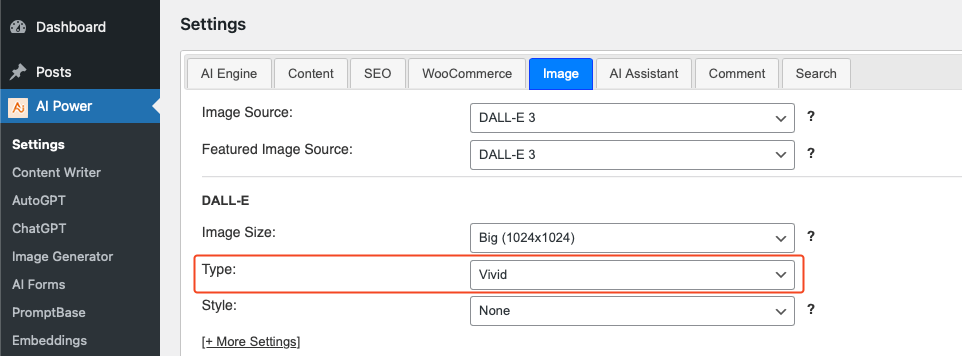 Dashboard
Posts
AI Power
Settings
Content Writer
AutoGPT
ChatGPT
Image Generator
AI Forms
PromptBase
Embeddings
Settings
AI Engine Content SEO WooCommerce Image AI Assistant Comment Search
Image Source: DALL-E 3 ?
Featured Image Source: DALL-E 3 ?
DALL-E
Image Size: Big (1024x1024) ?
Type: Vivid
Style: None ?
[+ More Settings]